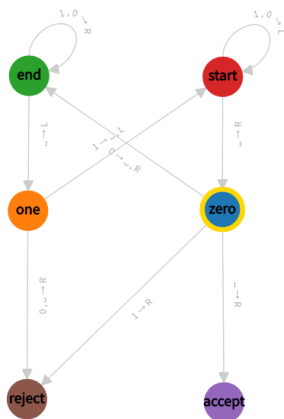 1,0→R
1,0→L
end
start
␣→L
␣→R
1→␣,L
0→␣,R
one
zero
0,␣→R
1→R
␣→R
reject
accept